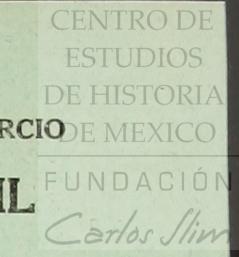 CENTRO DE
ESTUDIOS
DE HISTORIA
RCIO DE MEXICO
FUNDACIÓN
IL
Carlos Slim